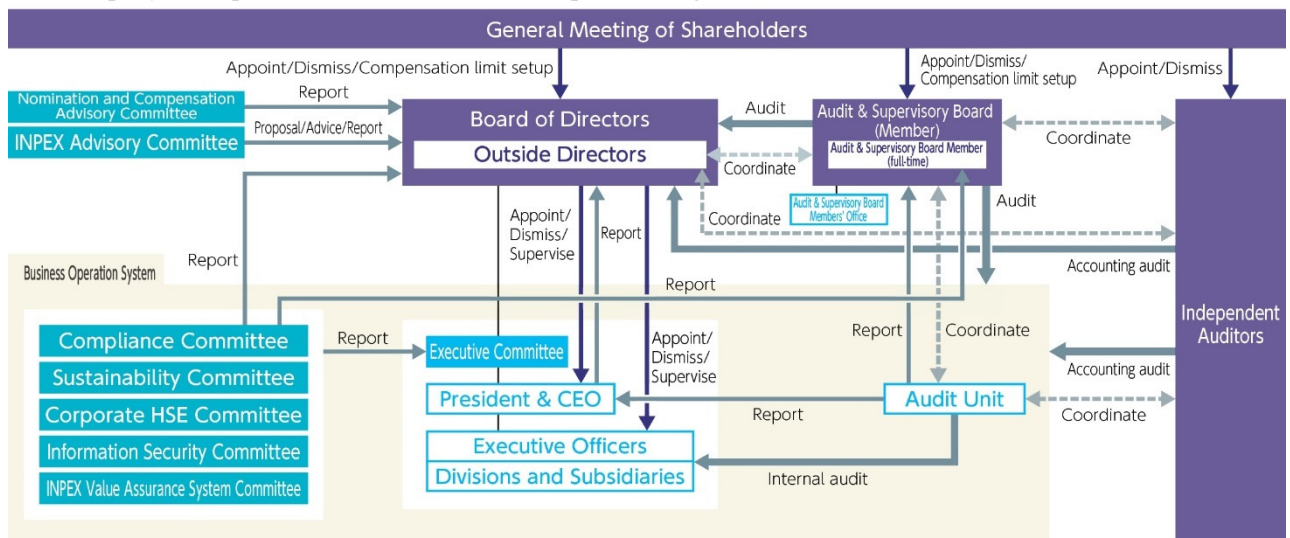 General Meeting of Shareholders
Appoint/Dismiss/Compensation limit setup
Appoint/Dismiss/
Compensation limit setup
Appoint/Dismiss
Nomination and Compensation
Advisory Committee
Report
INPEX Advisory Committee
Proposal/Advice/Report
Board of Directors
Outside Directors
Audit
Coordinate
Audit & Supervisory Board
(Member)
Audit & Supervisory Board Member
(full-time)
Audit & Supervisory Board
Members' Office
Coordinate
Audit
Coordinate
Accounting audit
Appoint/
Dismiss/
Supervise
Report
Report
Business Operation System
Report
Compliance Committee
Sustainability Committee
Corporate HSE Committee
Information Security Committee
INPEX Value Assurance System Committee
Report
Executive Committee
President & CEO
Appoint/
Dismiss/
Supervise
Executive Officers
Divisions and Subsidiaries
Report
Coordinate
Report
Audit Unit
Internal audit
Accounting audit
Coordinate
Independent
Auditors